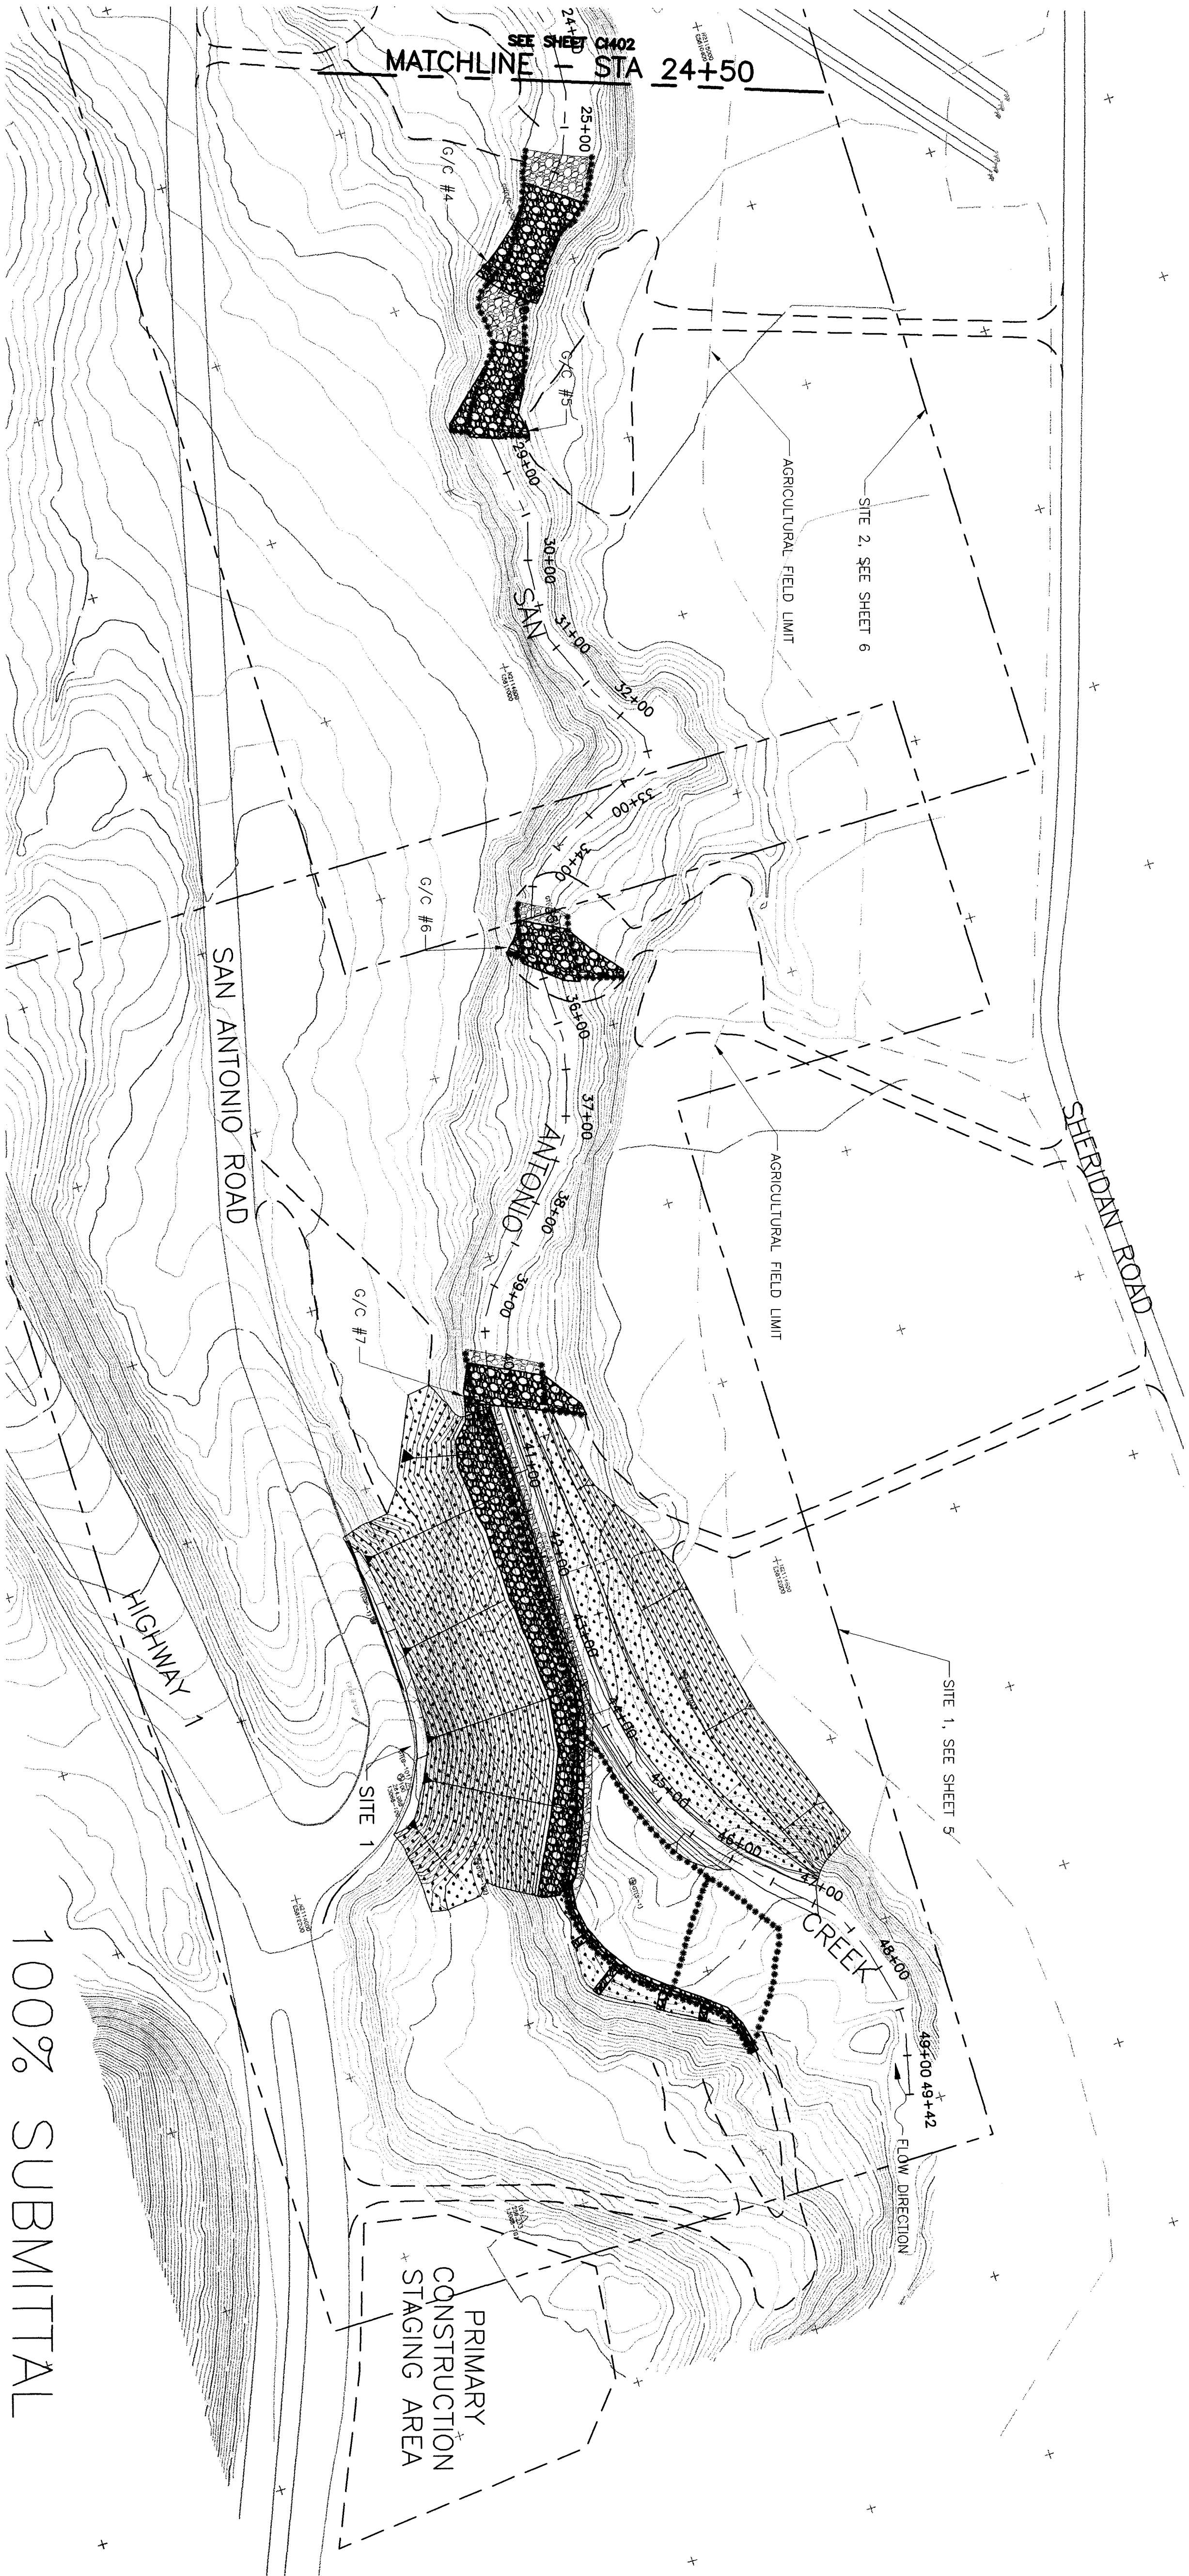 SEE SHEET C1402
MATCHLINE - STA 24+50
25+00
G/C #4
G/C #5
29+00
AGRICULTURAL FIELD LIMIT
SITE 2, SEE SHEET 6
30+00
SAN
31+00
32+00
33+00
34+00
G/C #6
36+00
SAN ANTONIO ROAD
37+00
ANTONIO
38+00
39+00
AGRICULTURAL FIELD LIMIT
SHERIDAN ROAD
G/C #7
41+00
42+00
43+00
44+00
45+00
46+00
47+00
CREEK
48+00
49+00
49+42
FLOW DIRECTION
SITE 1, SEE SHEET 5
HIGHWAY 1
SITE 1
PRIMARY
CONSTRUCTION
STAGING AREA
100% SUBMITTAL